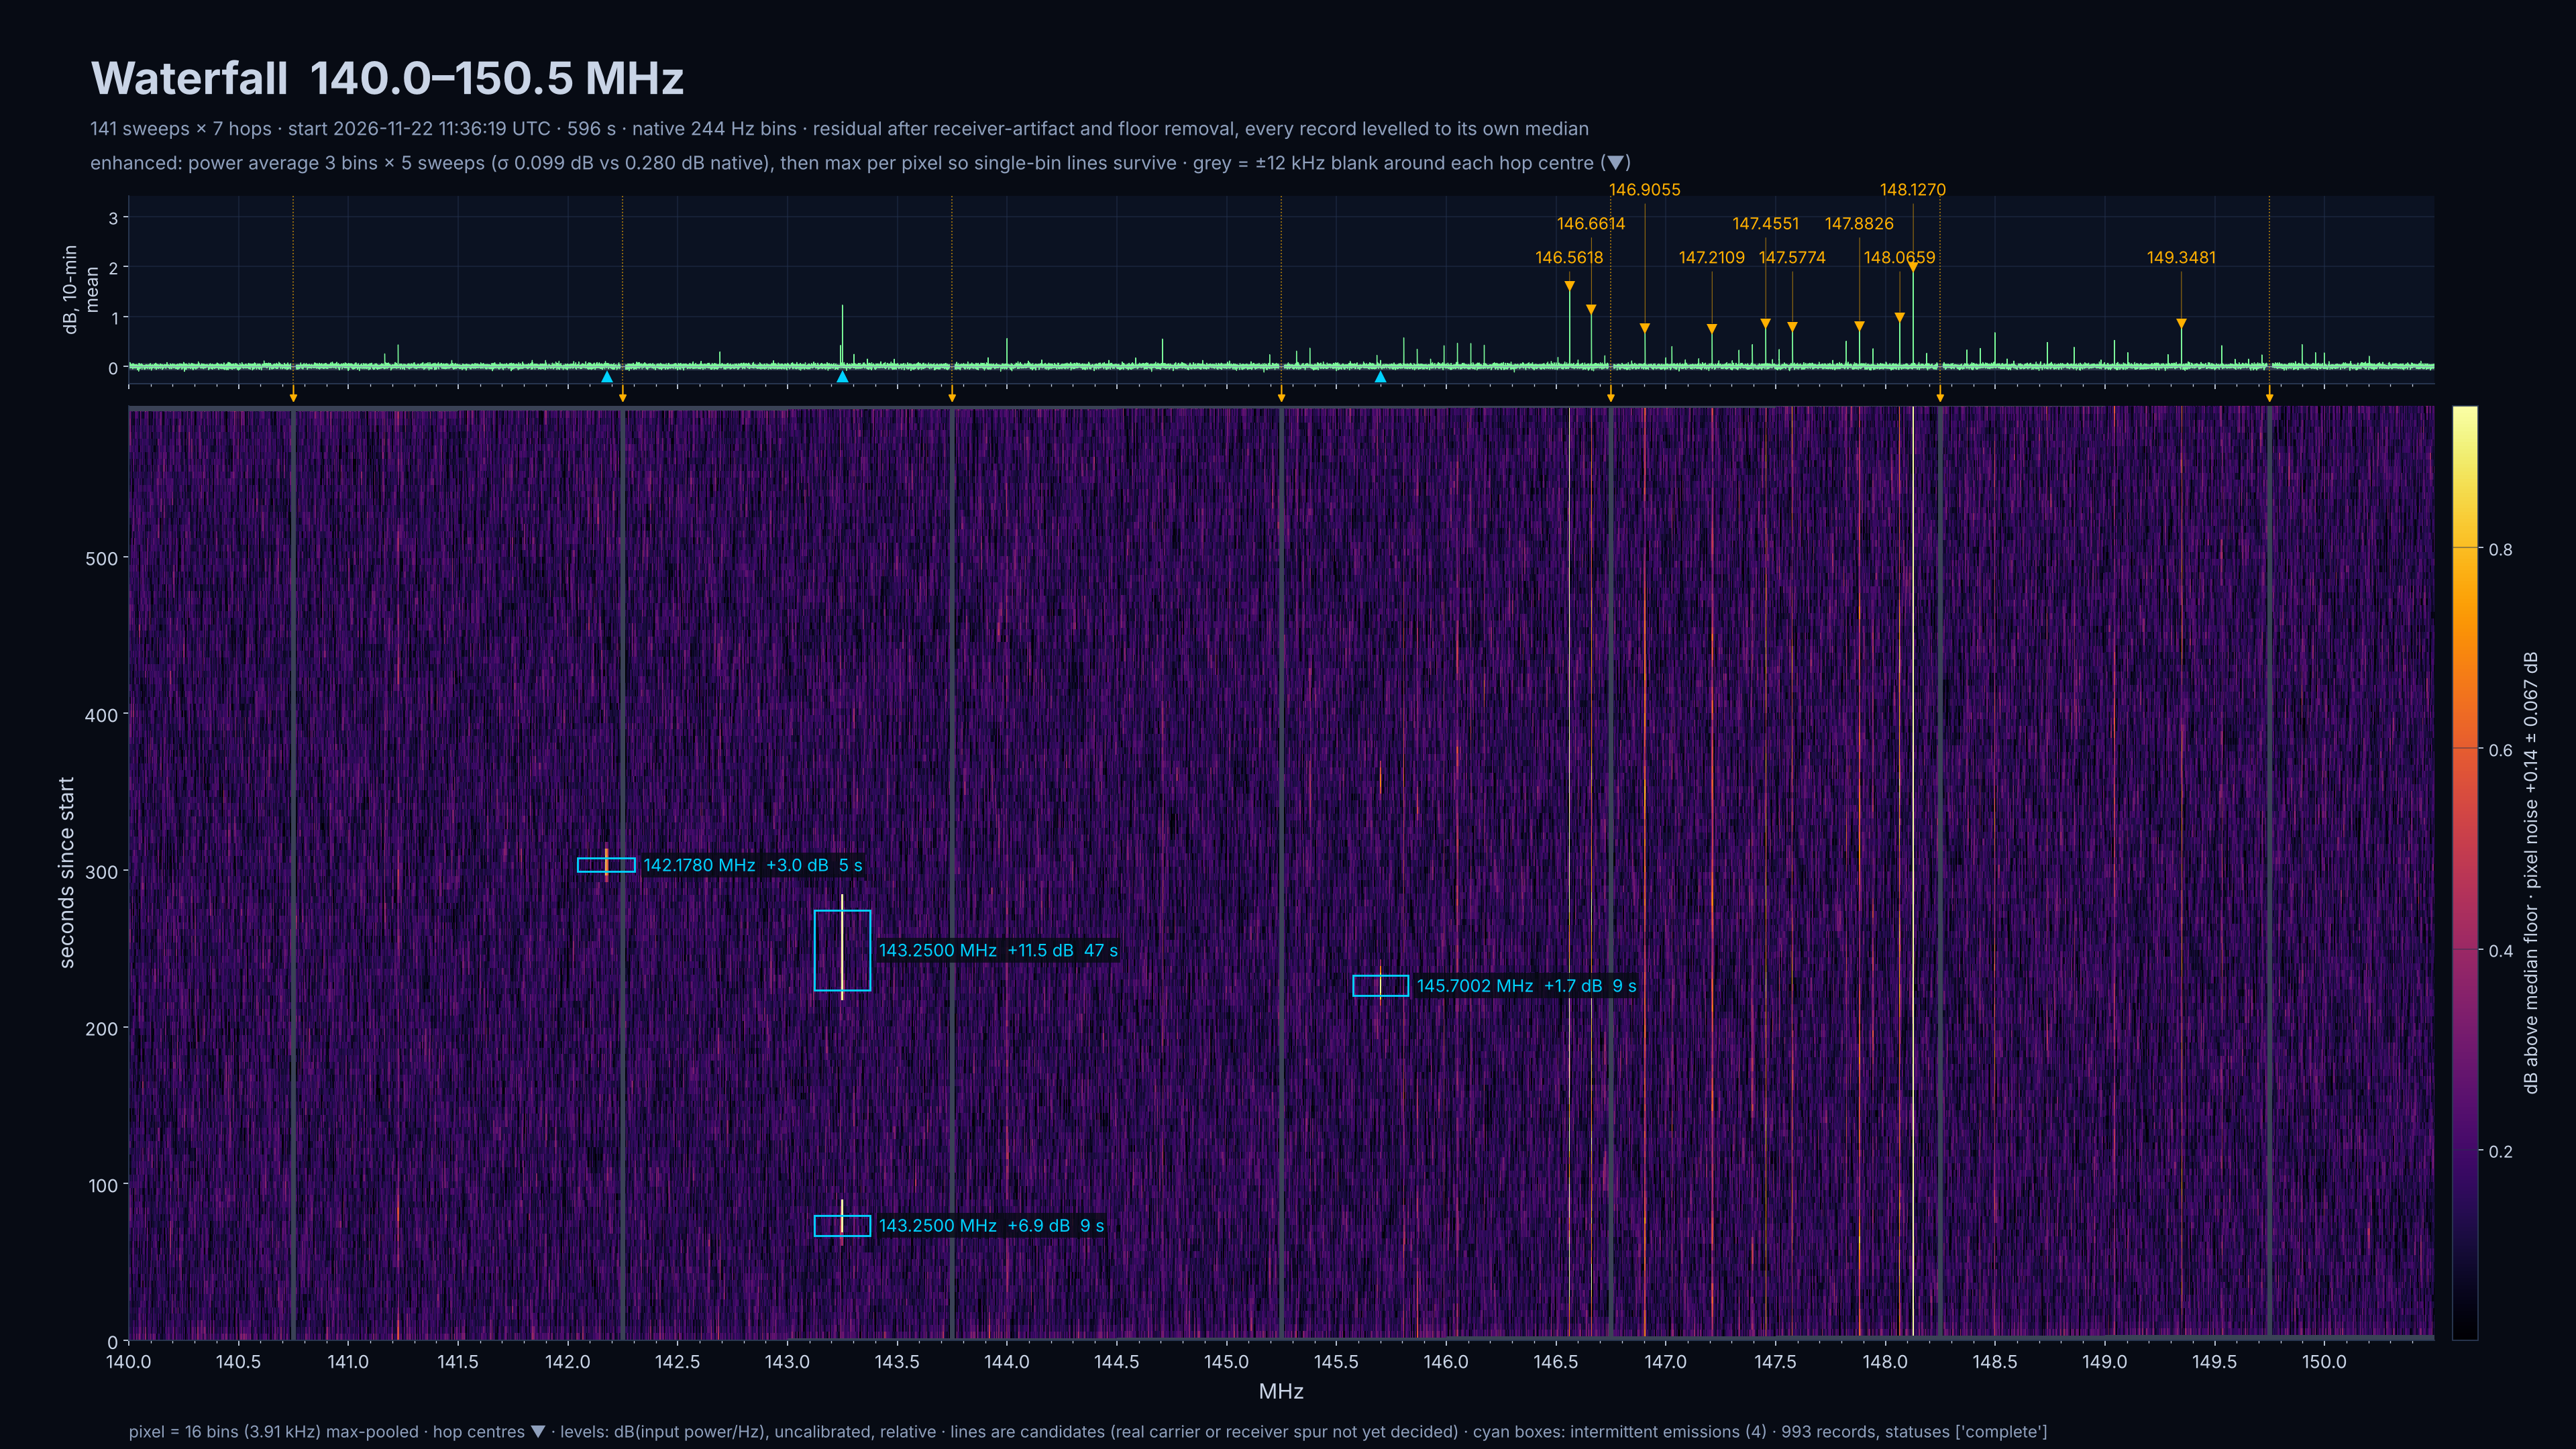 Waterfall 140.0–150.5 MHz
141 sweeps × 7 hops · start 2026-11-22 11:36:19 UTC · 596 s · native 244 Hz bins · residual after receiver-artifact and floor removal, every record levelled to its own median
enhanced: power average 3 bins × 5 sweeps (σ 0.099 dB vs 0.280 dB native), then max per pixel so single-bin lines survive · grey = ±12 kHz blank around each hop centre (▼)
146.9055 148.1270
146.6614 147.4551 147.8826
146.5618 147.2109 147.5774 148.0659 149.3481
dB, 10-min
mean
3
2
1
0
500
400
300
200
100
0
seconds since start
142.1780 MHz +3.0 dB 5 s
143.2500 MHz +11.5 dB 47 s
145.7002 MHz +1.7 dB 9 s
143.2500 MHz +6.9 dB 9 s
0.8
0.6
0.4
0.2
dB above median floor · pixel noise +0.14 ± 0.067 dB
140.0 140.5 141.0 141.5 142.0 142.5 143.0 143.5 144.0 144.5 145.0 145.5 146.0 146.5 147.0 147.5 148.0 148.5 149.0 149.5 150.0
MHz
pixel = 16 bins (3.91 kHz) max-pooled · hop centres ▼ · levels: dB(input power/Hz), uncalibrated, relative · lines are candidates (real carrier or receiver spur not yet decided) · cyan boxes: intermittent emissions (4) · 993 records, statuses ['complete']